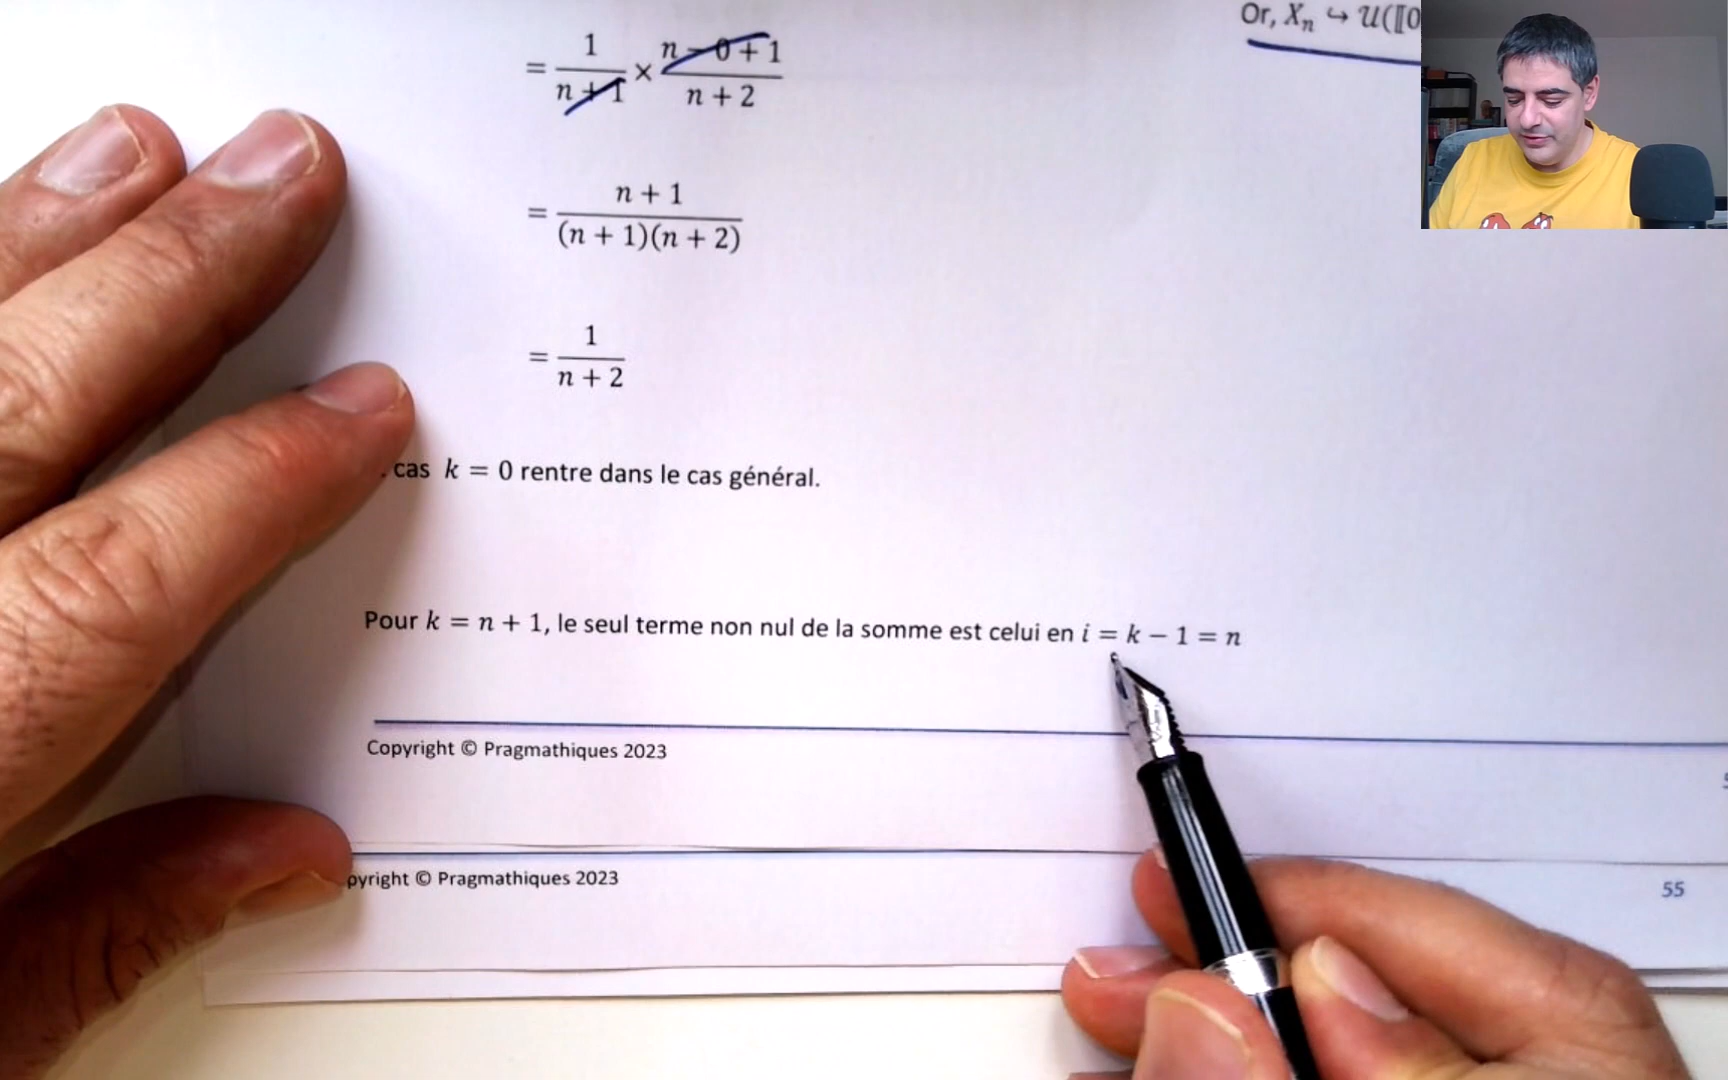 Or, Xₙ ↪ 𝒰(⟦0
= 1/(n + 1) × (n − 0 + 1)/(n + 2)
= (n + 1)/((n + 1)(n + 2))
= 1/(n + 2)
cas k = 0 rentre dans le cas général.
Pour k = n + 1, le seul terme non nul de la somme est celui en i = k − 1 = n
Copyright © Pragmathiques 2023
pyright © Pragmathiques 2023
55